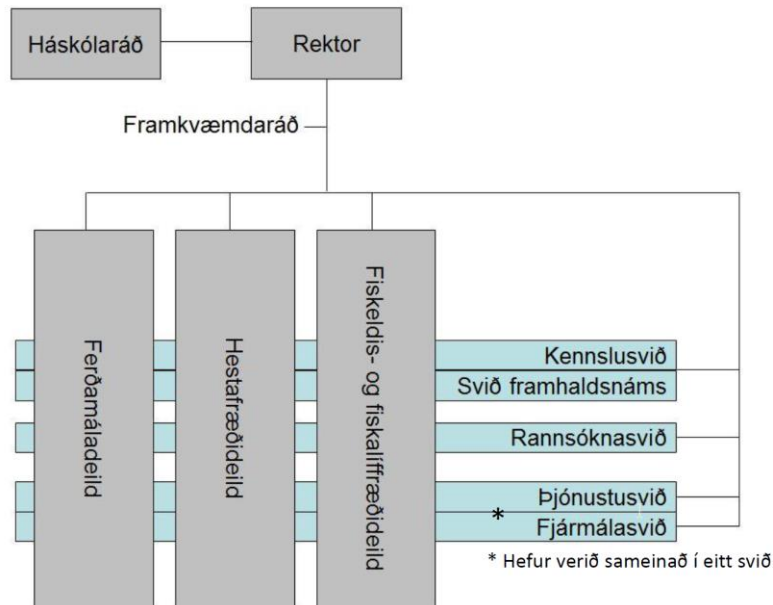 Háskólaráð
Rektor
Framkvæmdaráð
Ferðamáladeild
Hestafræðideild
Fiskeldis- og fiskalíffræðideild
Kennslusvið
Svið framhaldsnáms
Rannsóknasvið
Þjónustusvið
*
Fjármálasvið
* Hefur verið sameinað í eitt svið